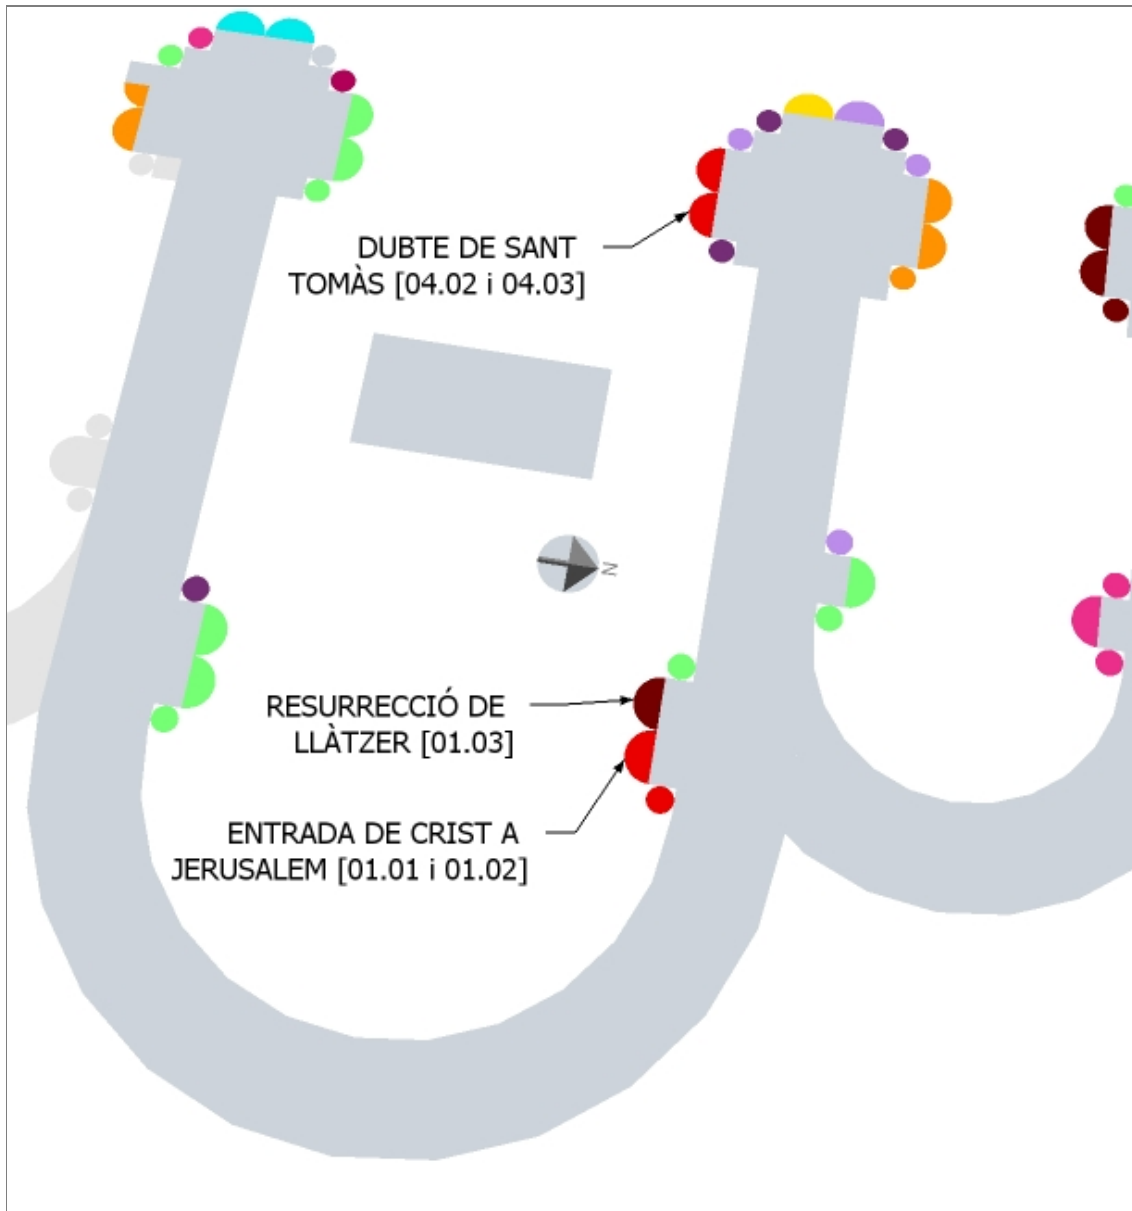 DUBTE DE SANT
TOMÀS [04.02 i 04.03]
N
RESURRECCIÓ DE
LLÀTZER [01.03]
ENTRADA DE CRIST A
JERUSALEM [01.01 i 01.02]